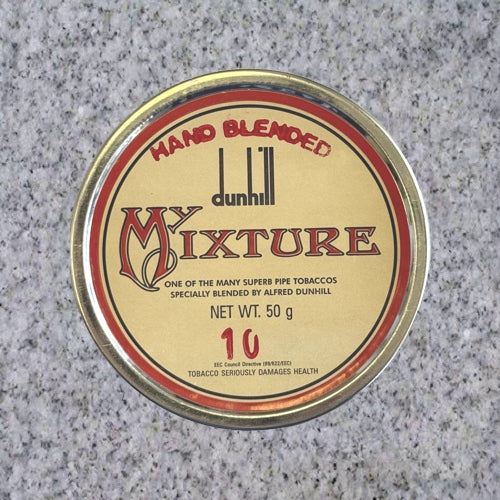 HAND BLENDED
dunhill
MY MIXTURE
ONE OF THE MANY SUPERB PIPE TOBACCOS
SPECIALLY BLENDED BY ALFRED DUNHILL
NET WT. 50 g
10
EEC Council Directive (89/622/EEC)
TOBACCO SERIOUSLY DAMAGES HEALTH